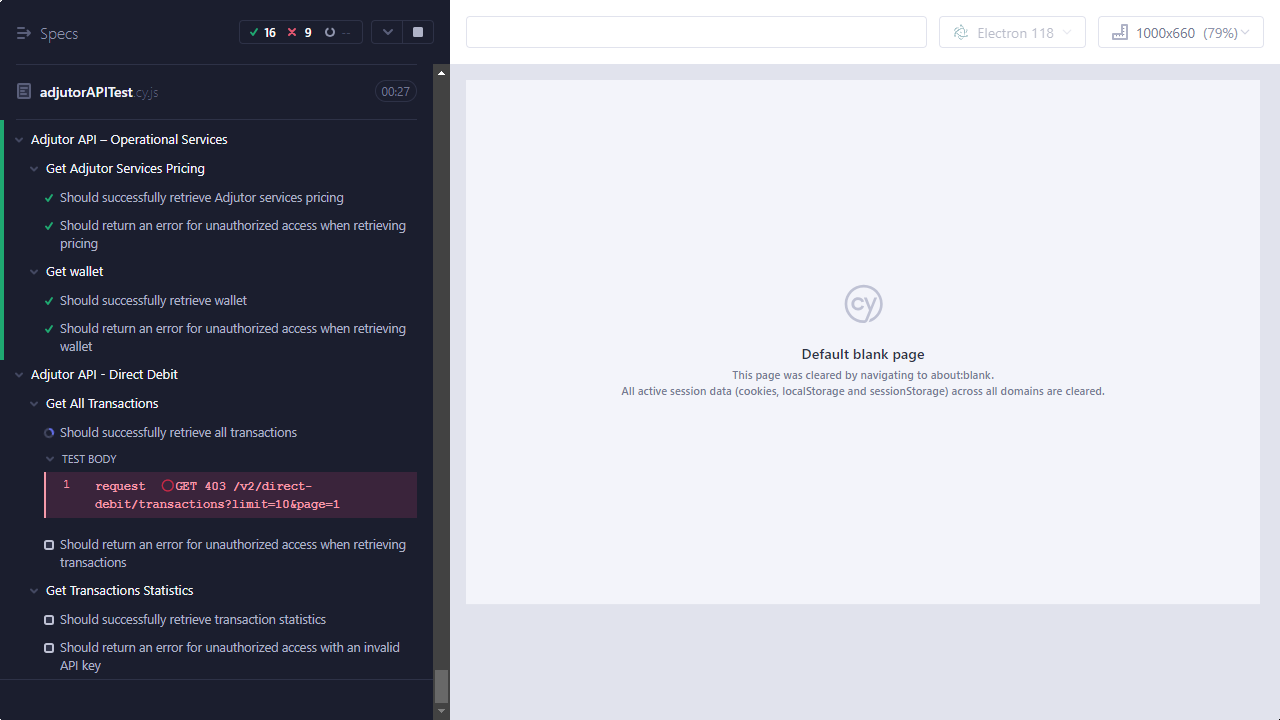 Specs
16 9 --
Electron 118
1000x660 (79%)
adjutorAPITest.cy.js
00:27
Adjutor API – Operational Services
Get Adjutor Services Pricing
Should successfully retrieve Adjutor services pricing
Should return an error for unauthorized access when retrieving
pricing
Get wallet
Should successfully retrieve wallet
Should return an error for unauthorized access when retrieving
wallet
Adjutor API - Direct Debit
Get All Transactions
Should successfully retrieve all transactions
TEST BODY
1 request GET 403 /v2/direct-
debit/transactions?limit=10&page=1
Should return an error for unauthorized access when retrieving
transactions
Get Transactions Statistics
Should successfully retrieve transaction statistics
Should return an error for unauthorized access with an invalid
API key
cy
Default blank page
This page was cleared by navigating to about:blank.
All active session data (cookies, localStorage and sessionStorage) across all domains are cleared.